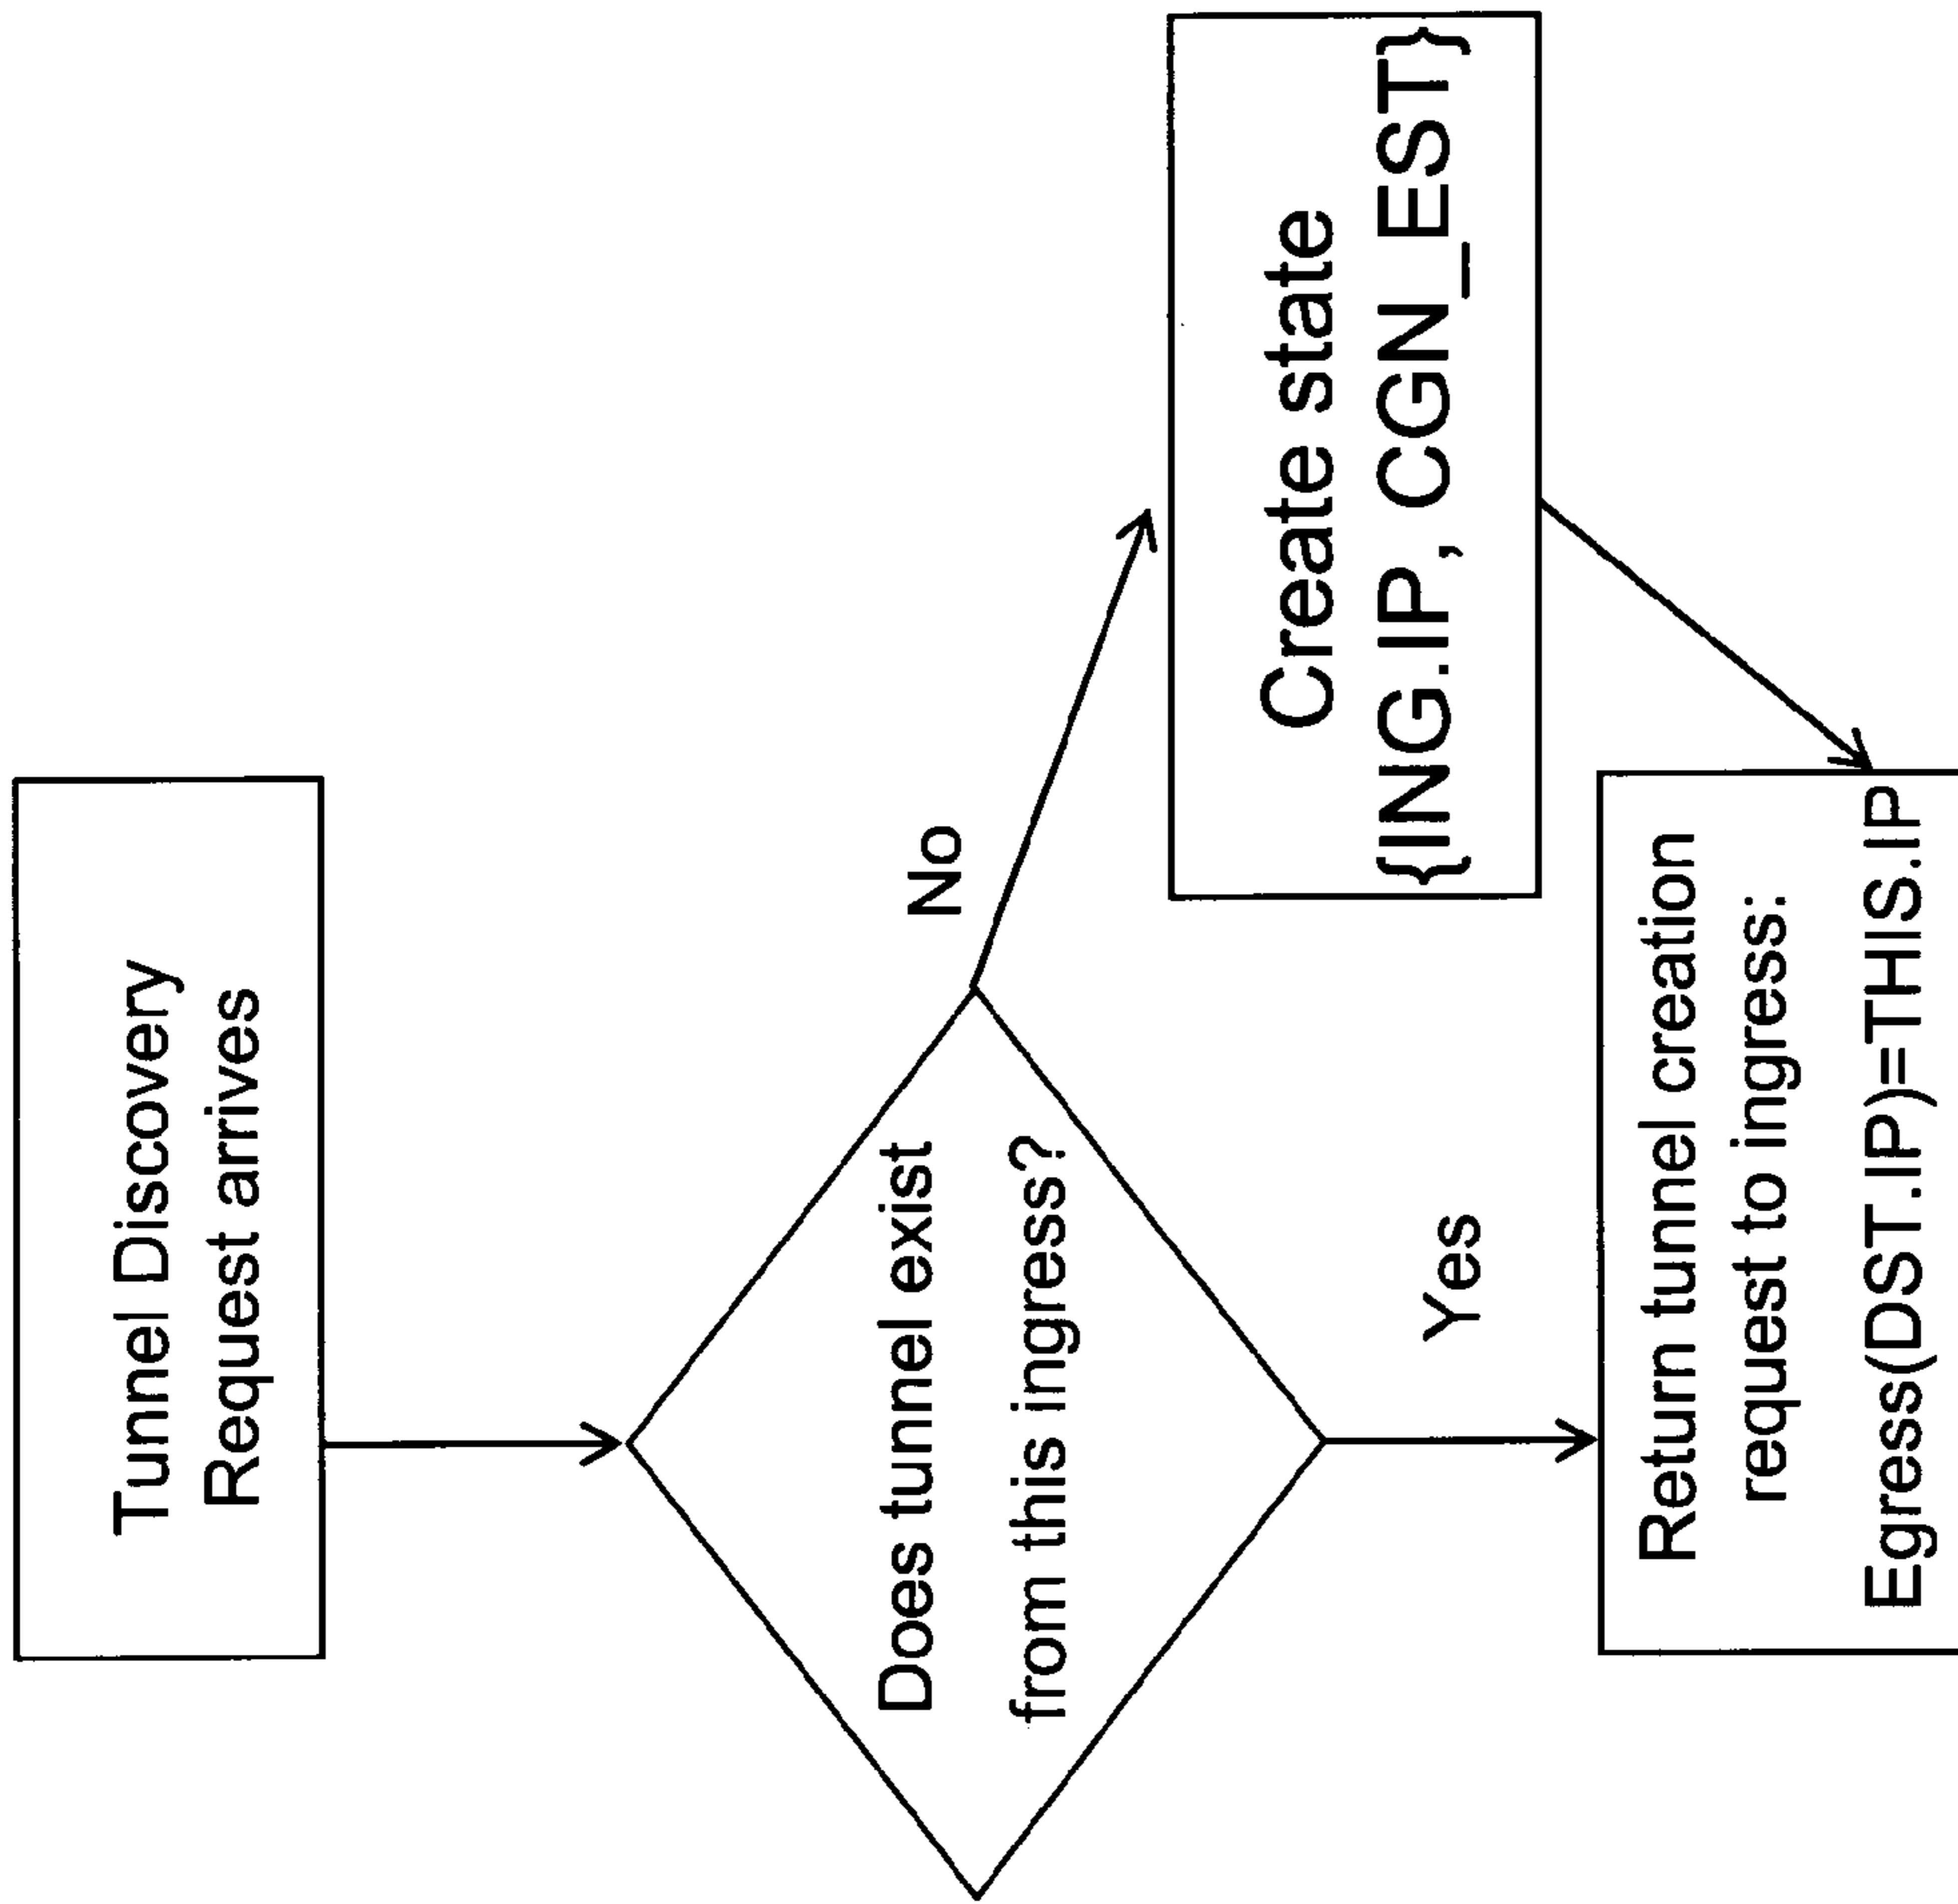 Tunnel Discovery
Request arrives
Does tunnel exist
from this ingress?
No
Create state
{ING.IP, CGN_EST}
Yes
Return tunnel creation
request to ingress:
Egress(DST.IP)=THIS.IP